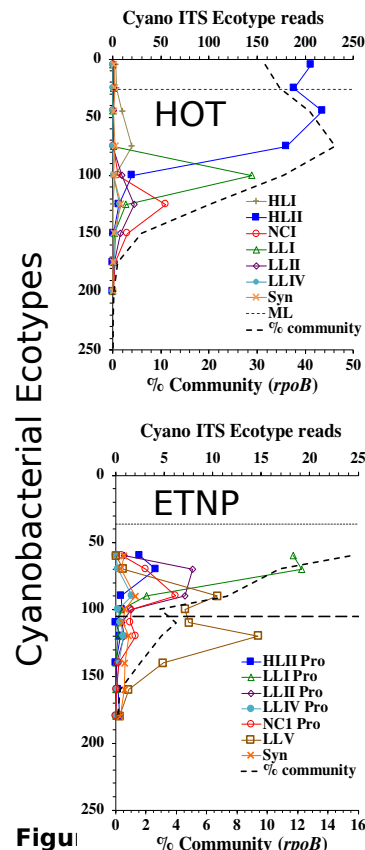 Cyano ITS Ecotype reads
0 50 100 150 200 250
0
50
100
150
200
250
HOT
HLI
HLII
NCI
LLI
LLII
LLIV
Syn
ML
% community
0 10 20 30 40 50
% Community (rpoB)
Cyanobacterial Ecotypes
Cyano ITS Ecotype reads
0 5 10 15 20 25
0
50
100
150
200
250
ETNP
HLII Pro
LLI Pro
LLII Pro
LLIV Pro
NC1 Pro
LLV
Syn
% community
0 2 4 6 8 10 12 14 16
% Community (rpoB)